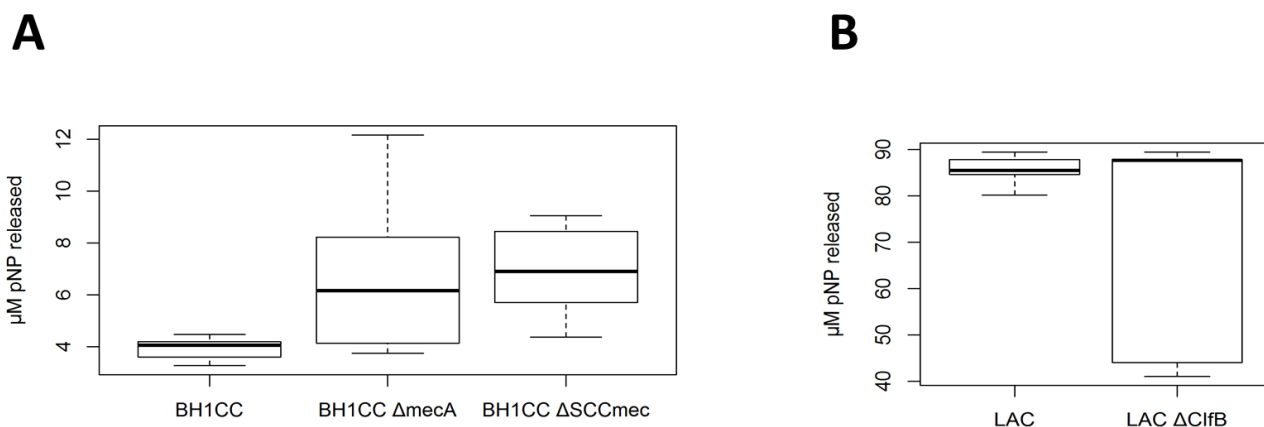 A
µM pNP released
12
10
8
6
4
BH1CC
BH1CC ΔmecA
BH1CC ΔSCCmec
B
µM pNP released
90
80
70
60
50
40
LAC
LAC ΔClfB